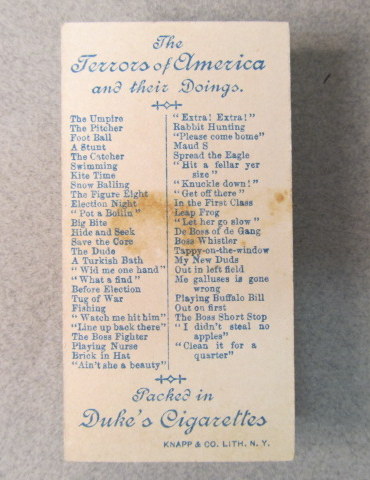 The
Terrors of America
and their Doings.
The Umpire
The Pitcher
Foot Ball
A Stunt
The Catcher
Swimming
Kite Time
Snow Balling
The Figure Eight
Election Night
"Pot a Boilin"
Big Bite
Hide and Seek
Save the Core
The Dude
A Turkish Bath
"Wid me one hand"
"What a find"
Before Election
Tug of War
Fishing
"Watch me hit him"
"Line up back there"
The Boss Fighter
Playing Nurse
Brick in Hat
"Ain't she a beauty"
"Extra! Extra!"
Rabbit Hunting
"Please come home"
Maud S
Spread the Eagle
"Hit a fellar yer
size"
"Knuckle down!"
"Get off there"
In the First Class
Leap Frog
"Let her go slow"
De Boss of de Gang
Boss Whistler
Tappy-on-the-window
My New Duds
Out in left field
Me galluses is gone
wrong
Playing Buffalo Bill
Out on first
The Boss Short Stop
"I didn't steal no
apples"
"Clean it for a
quarter"
Packed in
Duke's Cigarettes
KNAPP & CO. LITH. N. Y.